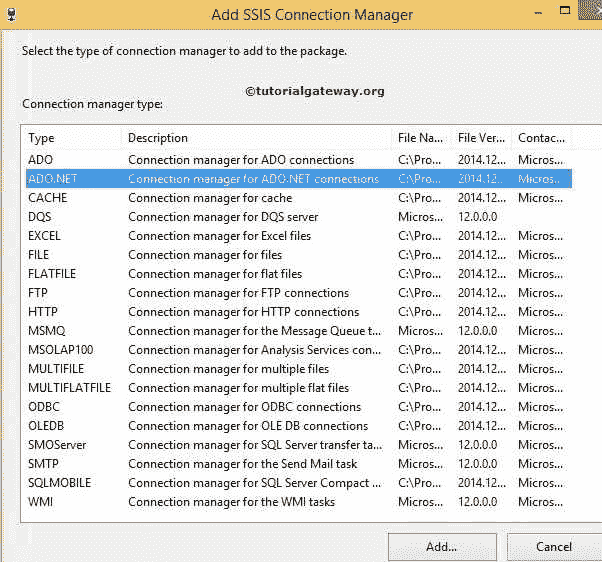 Add SSIS Connection Manager
Select the type of connection manager to add to the package.
©tutorialgateway.org
Connection manager type:
Type Description File Na... File Ver... Contac...
ADO Connection manager for ADO connections C:\Pro... 2014.12... Micros...
ADO.NET Connection manager for ADO.NET connections C:\Pro... 2014.12... Micros...
CACHE Connection manager for cache C:\Pro... 2014.12... Micros...
DQS Connection manager for DQS server Micros... 12.0.0.0
EXCEL Connection manager for Excel files C:\Pro... 2014.12... Micros...
FILE Connection manager for files C:\Pro... 2014.12... Micros...
FLATFILE Connection manager for flat files C:\Pro... 2014.12... Micros...
FTP Connection manager for FTP connections C:\Pro... 2014.12... Micros...
HTTP Connection manager for HTTP connections C:\Pro... 2014.12... Micros...
MSMQ Connection manager for the Message Queue t... Micros... 12.0.0.0 Micros...
MSOLAP100 Connection manager for Analysis Services con... C:\Pro... 2014.12... Micros...
MULTIFILE Connection manager for multiple files C:\Pro... 2014.12... Micros...
MULTIFLATFILE Connection manager for multiple flat files C:\Pro... 2014.12... Micros...
ODBC Connection manager for ODBC connections C:\Pro... 2014.12... Micros...
OLEDB Connection manager for OLE DB connections C:\Pro... 2014.12... Micros...
SMOServer Connection manager for SQL Server transfer ta... Micros... 12.0.0.0 Micros...
SMTP Connection manager for the Send Mail task Micros... 12.0.0.0 Micros...
SQLMOBILE Connection manager for SQL Server Compact ... C:\Pro... 2014.12... Micros...
WMI Connection manager for the WMI tasks Micros... 12.0.0.0 Micros...
Add... Cancel